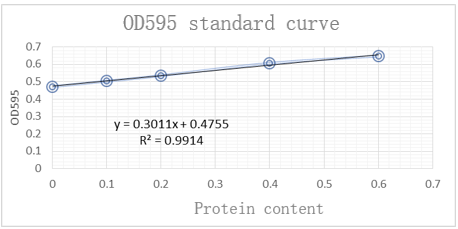 OD595 standard curve
0.7
0.6
0.5
0.4
0.3
0.2
0.1
0
OD595
y = 0.3011x + 0.4755
R² = 0.9914
0 0.1 0.2 0.3 0.4 0.5 0.6 0.7
Protein content